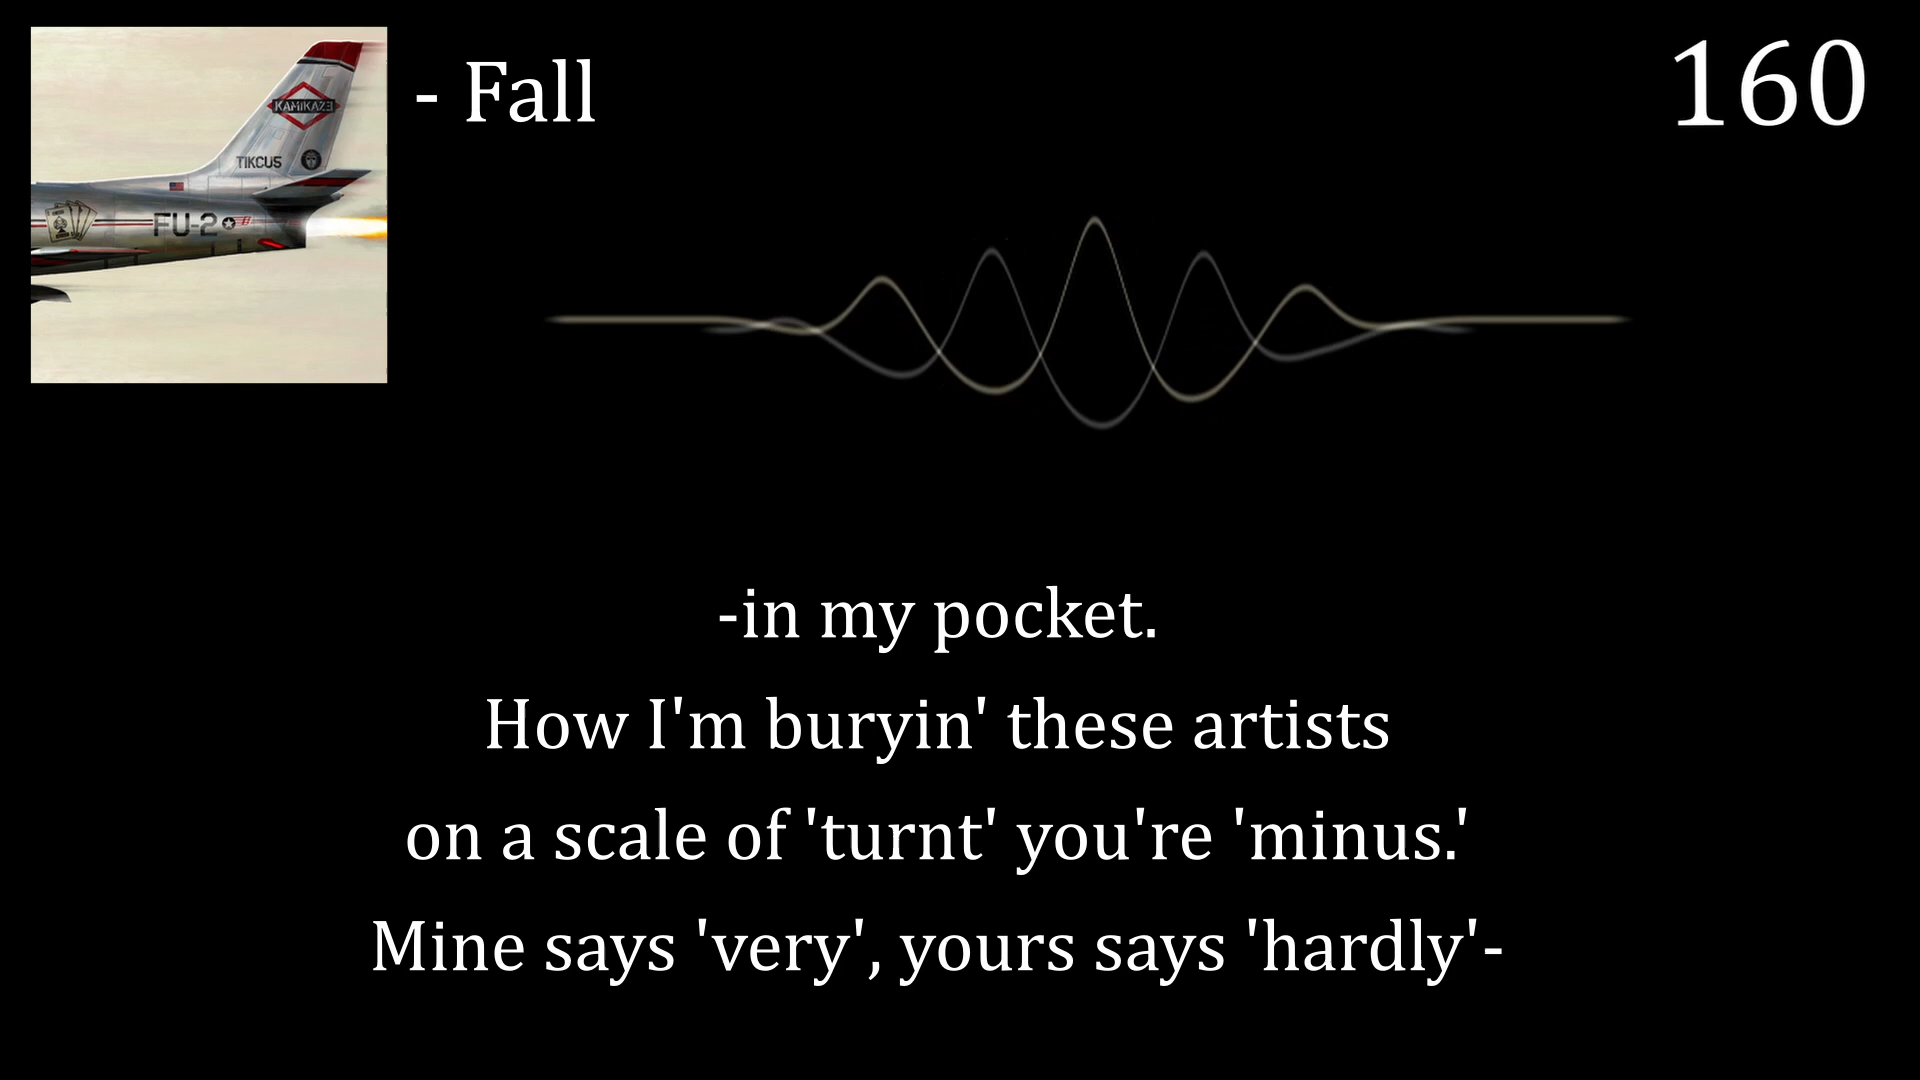 - Fall
160
KAMIKAZE
TIKCUS
FU-2
-in my pocket.
How I'm buryin' these artists
on a scale of 'turnt' you're 'minus.'
Mine says 'very', yours says 'hardly'-